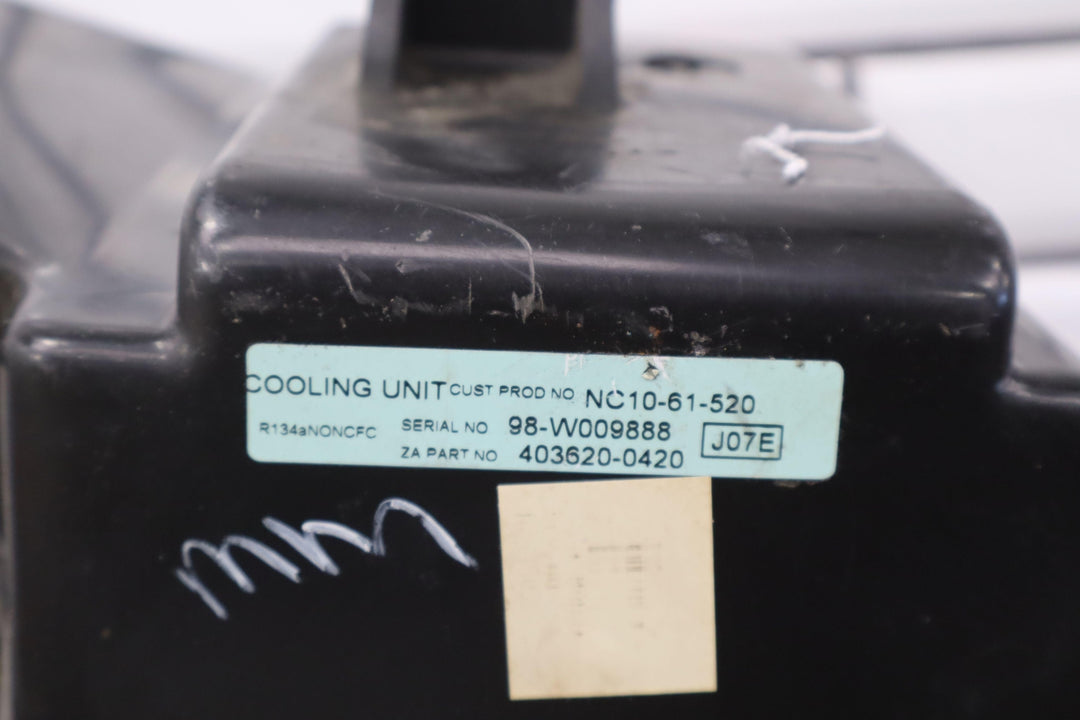 COOLING UNIT CUST PROD NO NC10-61-520
R134aNONCFC SERIAL NO 98-W009888 J07E
ZA PART NO 403620-0420